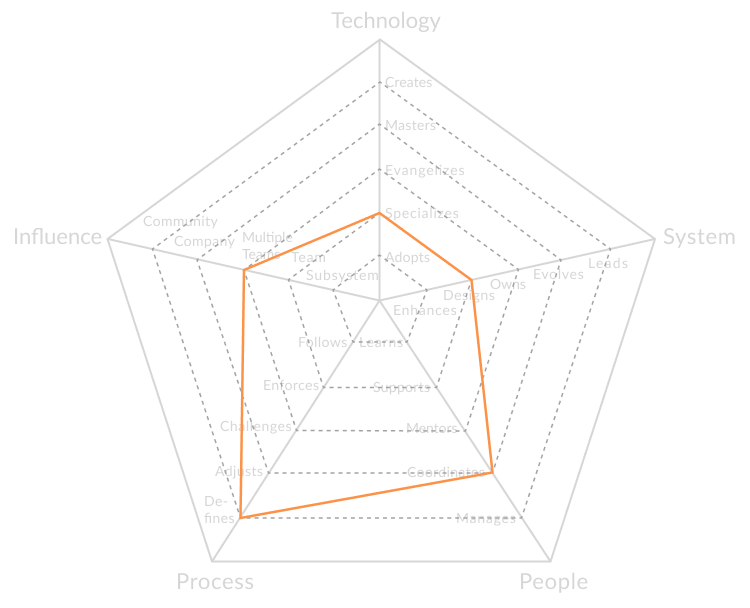 Technology
Creates
Masters
Evangelizes
Specializes
Adopts
Influence
Community
Company
Multiple
Teams
Team
Subsystem
System
Leads
Evolves
Owns
Designs
Enhances
Follows
Learns
Enforces
Supports
Challenges
Mentors
Adjusts
Coordinates
De-
fines
Manages
Process
People